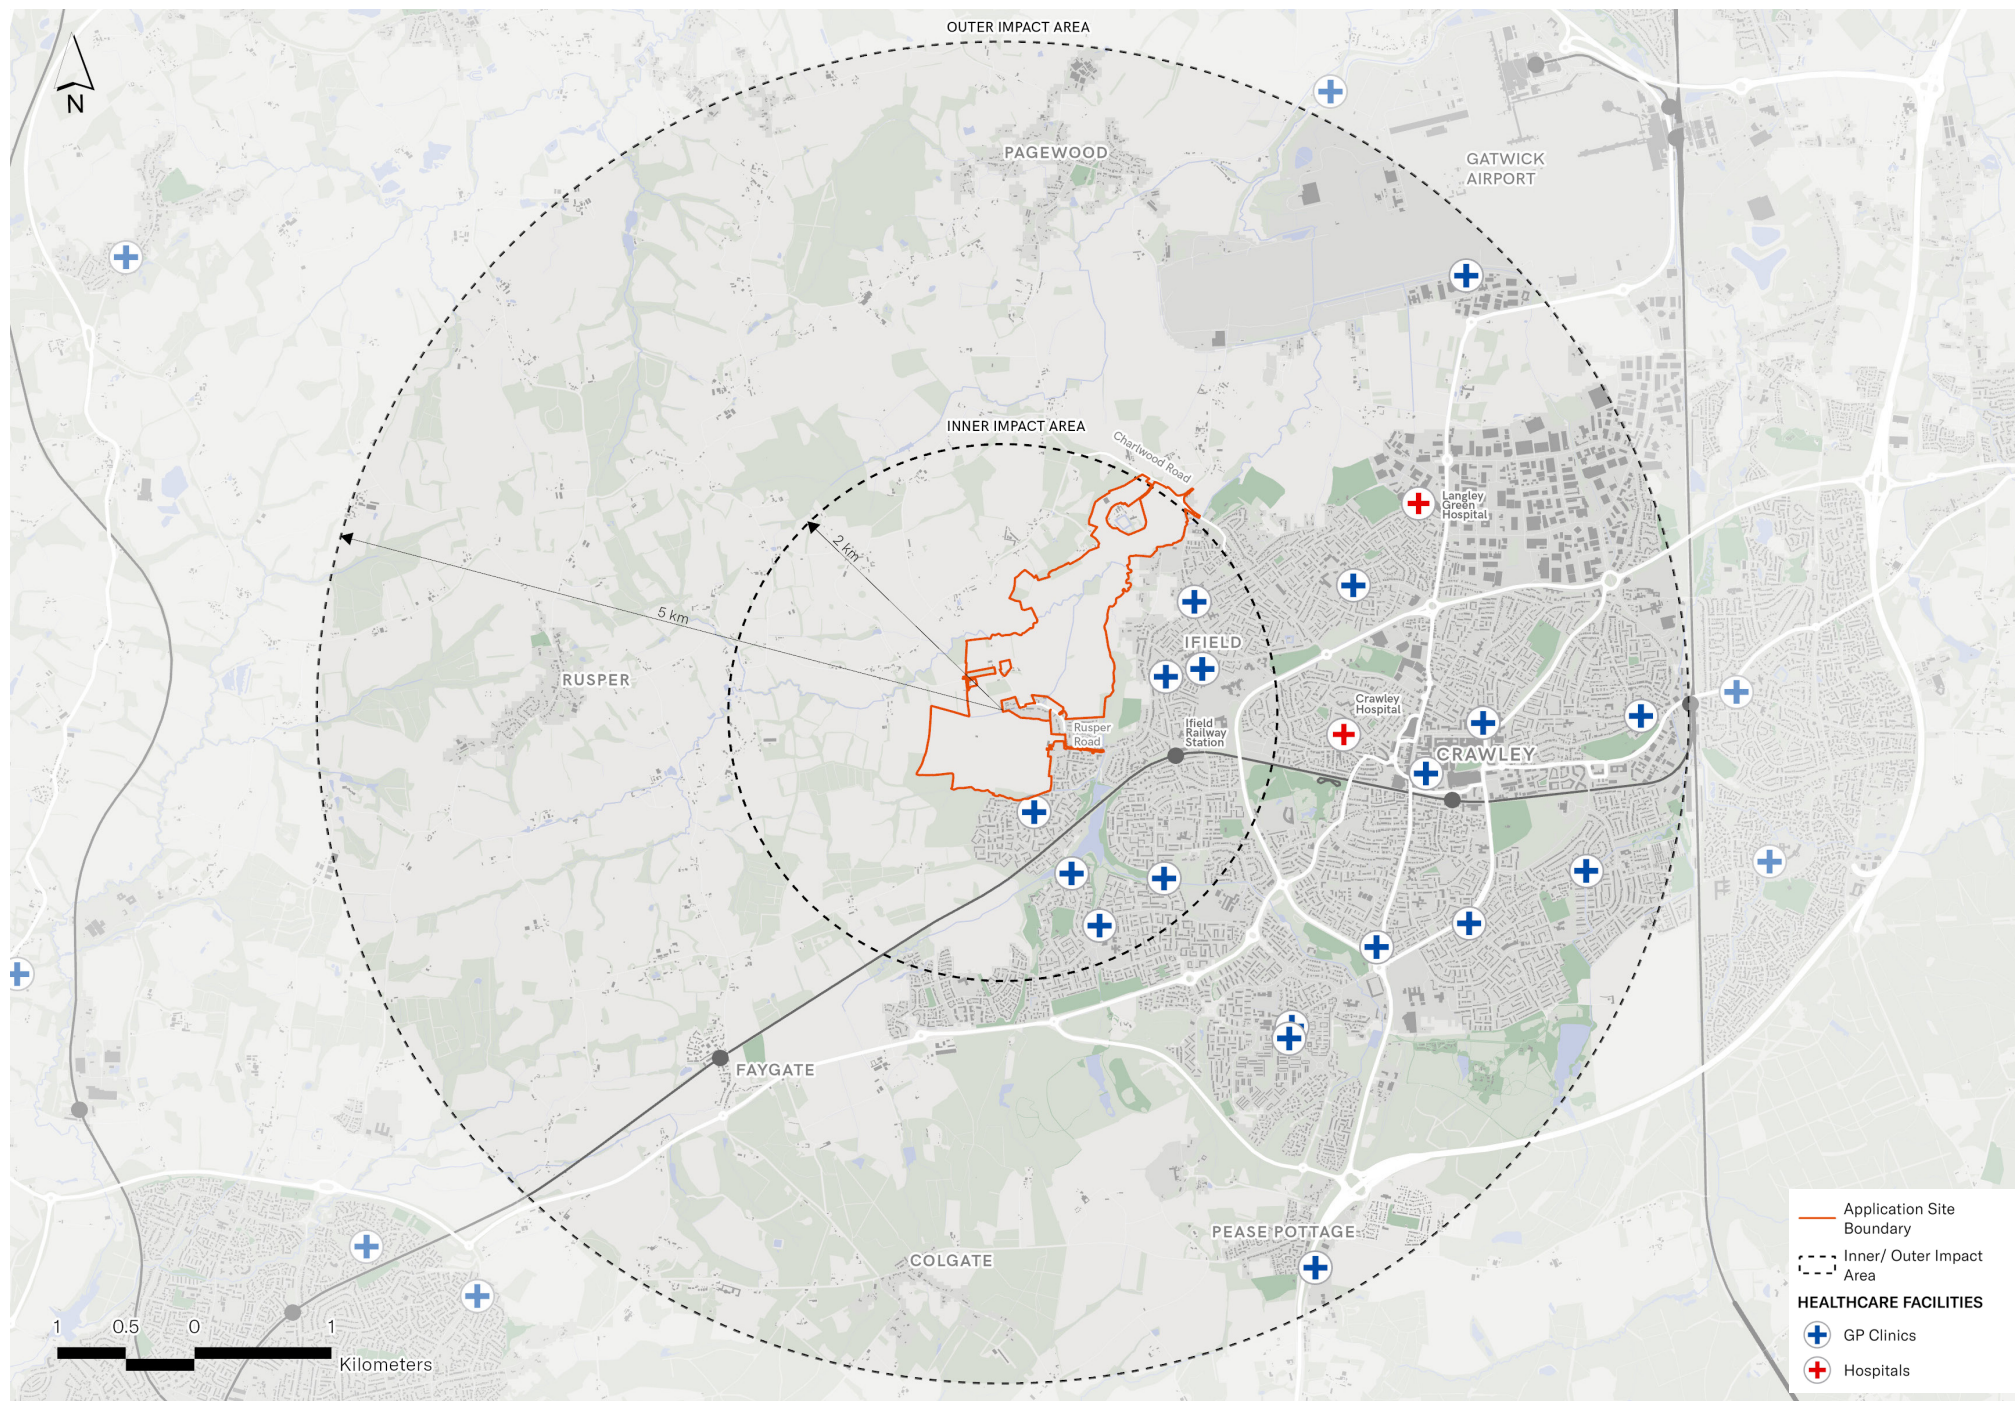 OUTER IMPACT AREA
N
PAGEWOOD
GATWICK
AIRPORT
INNER IMPACT AREA
Charlwood Road
Langley
Green
Hospital
2 km
5 km
IFIELD
RUSPER
Crawley
Hospital
Rusper
Road
Ifield
Railway
Station
CRAWLEY
FAYGATE
PEASE POTTAGE
COLGATE
Application Site
Boundary
Inner/ Outer Impact
Area
HEALTHCARE FACILITIES
GP Clinics
Hospitals
1 0.5 0 1
Kilometers